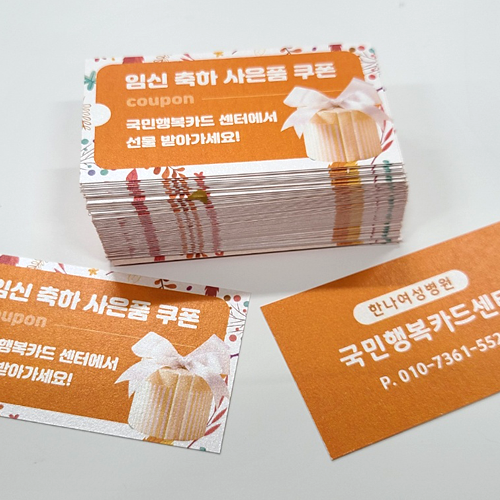 임신 축하 사은품 쿠폰
coupon
국민행복카드 센터에서
선물 받아가세요!
임신 축하 사은품 쿠폰
coupon
행복카드 센터에서
받아가세요!
한나여성병원
국민행복카드센
P. 010-7361-552